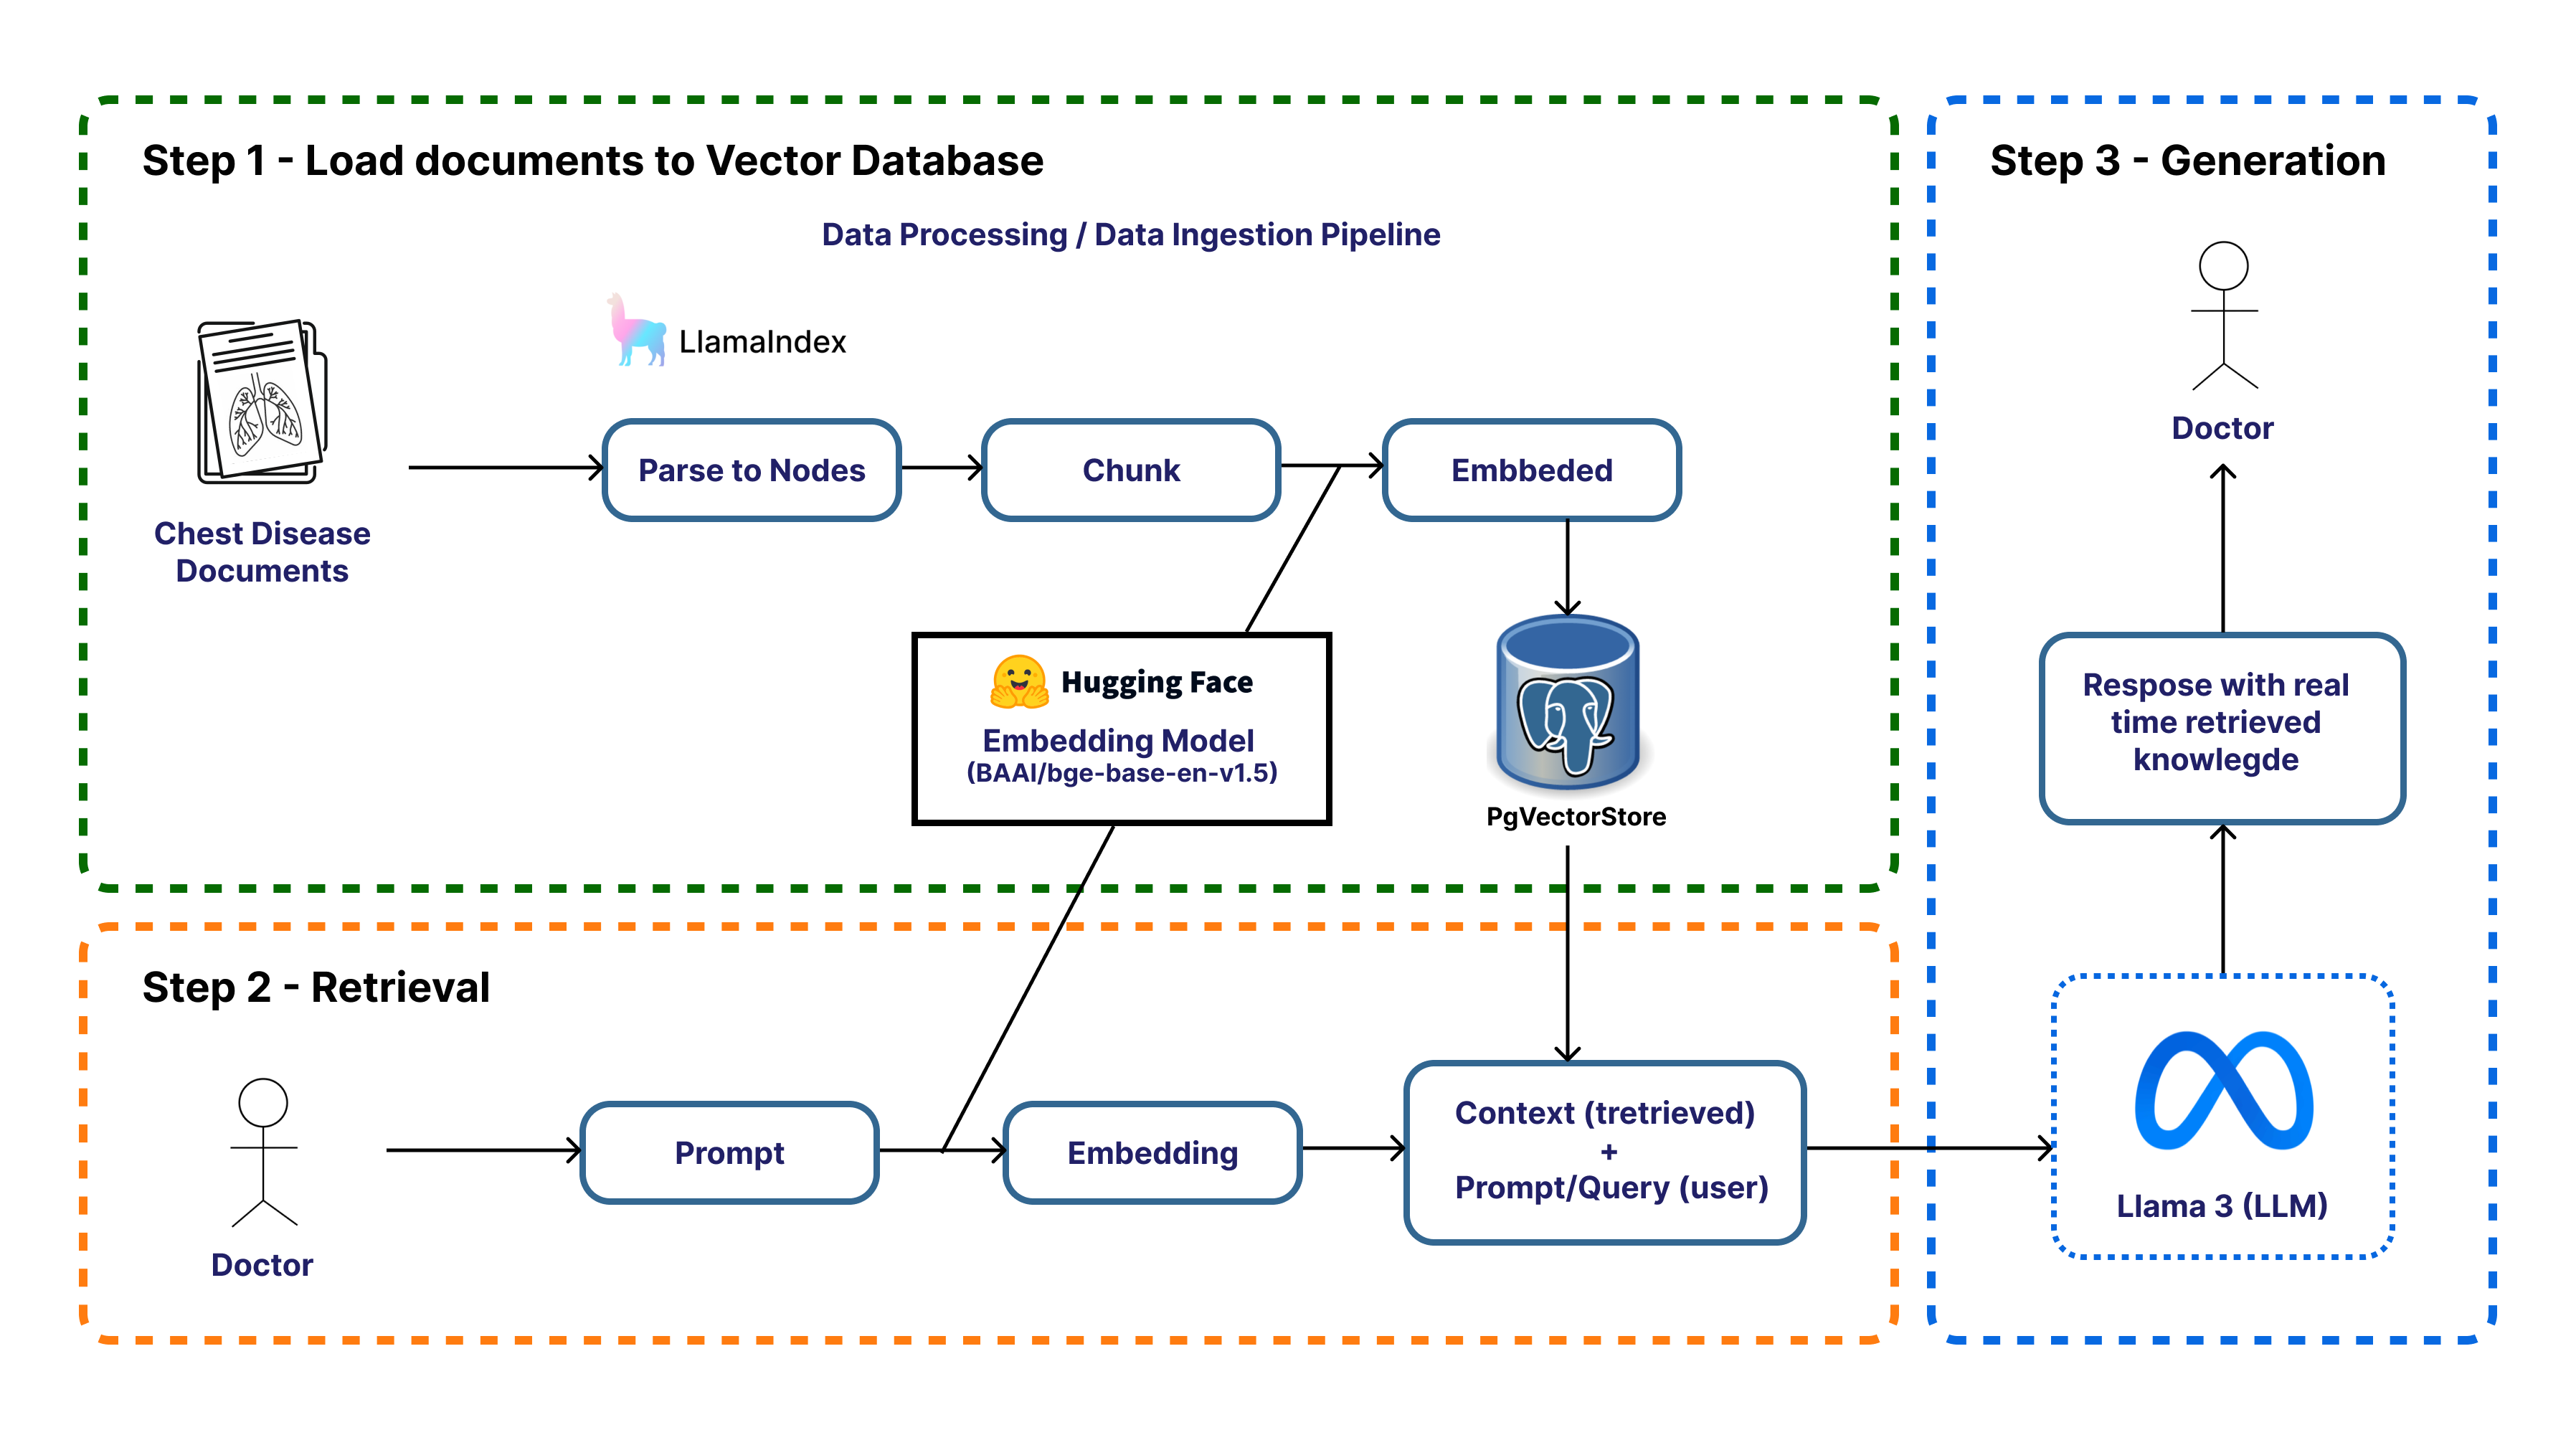 Step 1 - Load documents to Vector Database
Data Processing / Data Ingestion Pipeline
LlamaIndex
Chest Disease
Documents
Parse to Nodes
Chunk
Embbeded
Hugging Face
Embedding Model
(BAAI/bge-base-en-v1.5)
PgVectorStore
Step 2 - Retrieval
Doctor
Prompt
Embedding
Context (tretrieved)
+
Prompt/Query (user)
Step 3 - Generation
Doctor
Respose with real
time retrieved
knowlegde
Llama 3 (LLM)